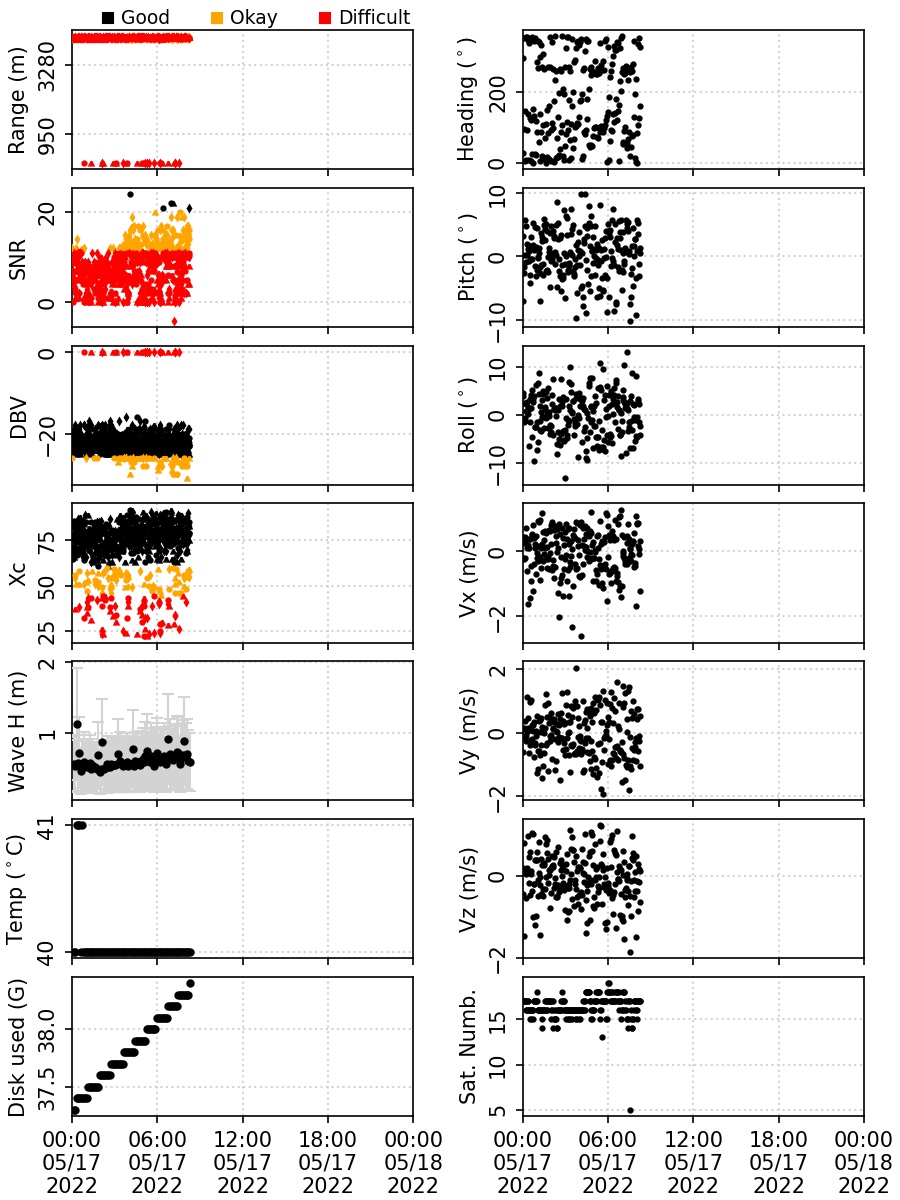 Good Okay Difficult
Range (m)
3280
950
Heading (°)
200
0
SNR
20
0
Pitch (°)
10
0
−10
DBV
0
−20
Roll (°)
10
0
−10
Xc
75
50
25
Vx (m/s)
0
−2
Wave H (m)
2
1
Vy (m/s)
2
0
−2
Temp (°C)
41
40
Vz (m/s)
0
−2
Disk used (G)
38.0
37.5
Sat. Numb.
15
10
5
00:00 06:00 12:00 18:00 00:00
05/17 05/17 05/17 05/17 05/18
2022 2022 2022 2022 2022
00:00 06:00 12:00 18:00 00:00
05/17 05/17 05/17 05/17 05/18
2022 2022 2022 2022 2022